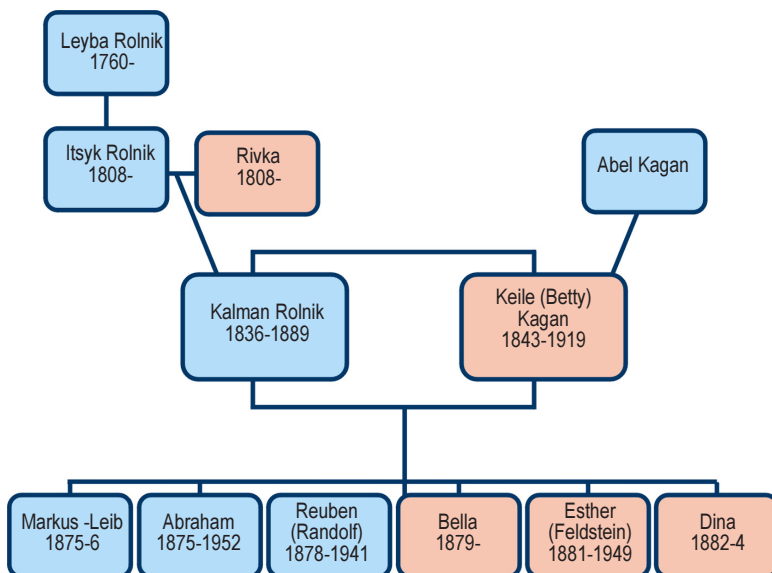 Leyba Rolnik
1760-
Itsyk Rolnik
1808-
Rivka
1808-
Abel Kagan
Kalman Rolnik
1836-1889
Keile (Betty)
Kagan
1843-1919
Markus -Leib
1875-6
Abraham
1875-1952
Reuben
(Randolf)
1878-1941
Bella
1879-
Esther
(Feldstein)
1881-1949
Dina
1882-4